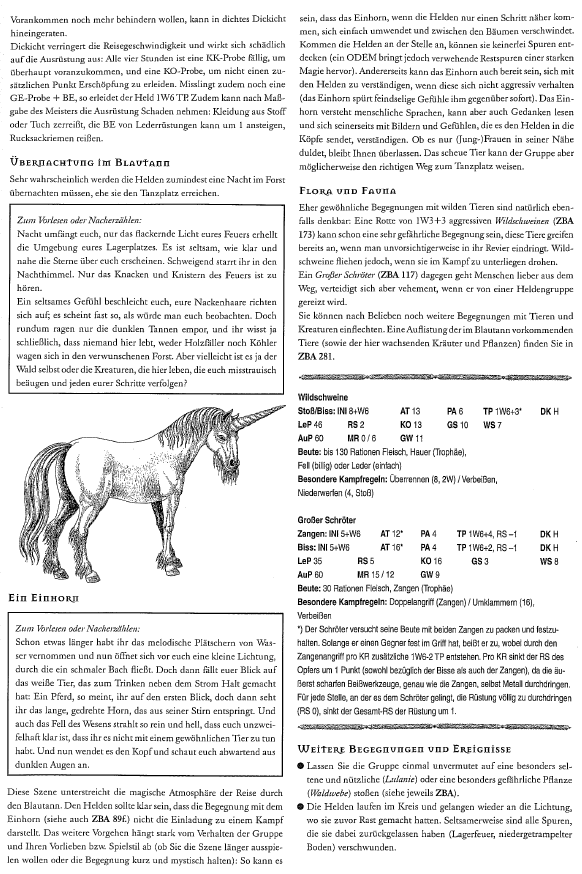 Vorankommen noch mehr behindern wollen, kann in dichtes Dickicht
hineingeraten.
Dickicht verringert die Reisegeschwindigkeit und wirkt sich schädlich
auf die Ausrüstung aus: Alle vier Stunden ist eine KK-Probe fällig, um
überhaupt voranzukommen, und eine KO-Probe, um nicht einen zu-
sätzlichen Punkt Erschöpfung zu erleiden. Misslingt zudem noch eine
GE-Probe + BE, so erleidet der Held 1W6 TP. Zudem kann nach Maß-
gabe des Meisters die Ausrüstung Schaden nehmen: Kleidung aus Stoff
oder Tuch zerreißt, die BE von Lederrüstungen kann um 1 ansteigen,
Rucksackriemen reißen.
Übernachtung im Blautann
Sehr wahrscheinlich werden die Helden zumindest eine Nacht im Forst
übernachten müssen, ehe sie den Tanzplatz erreichen.
Zum Vorlesen oder Nacherzählen:
Nacht umfängt euch, nur das flackernde Licht eures Feuers erhellt
die Umgebung eures Lagerplatzes. Es ist seltsam, wie klar und
nahe die Sterne über euch erscheinen. Schweigend starrt ihr in den
Nachthimmel. Nur das Knacken und Knistern des Feuers ist zu
hören.
Ein seltsames Gefühl beschleicht euch, eure Nackenhaare richten
sich auf; es scheint fast so, als würde man euch beobachten. Doch
rundum ragen nur die dunklen Tannen empor, und ihr wisst ja
schließlich, dass niemand hier lebt, weder Holzfäller noch Köhler
wagen sich in den verwunschenen Forst. Aber vielleicht ist es ja der
Wald selbst oder die Kreaturen, die hier leben, die euch misstrauisch
beäugen und jeden eurer Schritte verfolgen?
Ein Einhorn
Zum Vorlesen oder Nacherzählen:
Schon etwas länger habt ihr das melodische Plätschern von Was-
ser vernommen und nun öffnet sich vor euch eine kleine Lichtung,
durch die ein schmaler Bach fließt. Doch dann fällt euer Blick auf
das weiße Tier, das zum Trinken neben dem Strom Halt gemacht
hat: Ein Pferd, so meint, ihr auf den ersten Blick, doch dann seht
ihr das lange, gedrehte Horn, das aus seiner Stirn entspringt. Und
auch das Fell des Wesens strahlt so rein und hell, dass euch unzwei-
felhaft klar ist, dass ihr es nicht mit einem gewöhnlichen Tier zu tun
habt. Und nun wendet es den Kopf und schaut euch abwartend aus
dunklen Augen an.
Diese Szene unterstreicht die magische Atmosphäre der Reise durch
den Blautann. Den Helden sollte klar sein, dass die Begegnung mit dem
Einhorn (siehe auch ZBA 89f.) nicht die Einladung zu einem Kampf
darstellt. Das weitere Vorgehen hängt stark vom Verhalten der Gruppe
und Ihren Vorlieben bzw. Spielstil ab (ob Sie die Szene länger ausspie-
len wollen oder die Begegnung kurz und mystisch halten): So kann es
sein, dass das Einhorn, wenn die Helden nur einen Schritt näher kom-
men, sich einfach umwendet und zwischen den Bäumen verschwindet.
Kommen die Helden an der Stelle an, können sie keinerlei Spuren ent-
decken (ein ODEM bringt jedoch verwehende Restspuren einer starken
Magie hervor). Andererseits kann das Einhorn auch bereit sein, sich mit
den Helden zu verständigen, wenn diese sich nicht aggressiv verhalten
(das Einhorn spürt feindselige Gefühle ihm gegenüber sofort). Das Ein-
horn versteht menschliche Sprachen, kann aber auch Gedanken lesen
und sich seinerseits mit Bildern und Gefühlen, die es den Helden in die
Köpfe sendet, verständigen. Ob es nur (Jung-)Frauen in seiner Nähe
duldet, bleibt Ihnen überlassen. Das scheue Tier kann der Gruppe aber
möglicherweise den richtigen Weg zum Tanzplatz weisen.
Flora und Fauna
Eher gewöhnliche Begegnungen mit wilden Tieren sind natürlich eben-
falls denkbar: Eine Rotte von 1W3+3 aggressiven Wildschweinen (ZBA
173) kann schon eine sehr gefährliche Begegnung sein, diese Tiere greifen
bereits an, wenn man unvorsichtigerweise in ihr Revier eindringt. Wild-
schweine fliehen jedoch, wenn sie im Kampf zu unterliegen drohen.
Ein Großer Schröter (ZBA 117) dagegen geht Menschen lieber aus dem
Weg, verteidigt sich aber vehement, wenn er von einer Heldengruppe
gereizt wird.
Sie können nach Belieben noch weitere Begegnungen mit Tieren und
Kreaturen einflechten. Eine Auflistung der im Blautann vorkommenden
Tiere (sowie der hier wachsenden Kräuter und Pflanzen) finden Sie in
ZBA 281.
Wildschweine
Stoß/Biss: INI 8+W6 AT 13 PA 6 TP 1W6+3* DK H
LeP 46 RS 2 KO 13 GS 10 WS 7
AuP 60 MR 0 / 6 GW 11
Beute: bis 130 Rationen Fleisch, Hauer (Trophäe),
Fell (billig) oder Leder (einfach)
Besondere Kampfregeln: Überrennen (8, 2W) / Verbeißen,
Niederwerfen (4, Stoß)
Großer Schröter
Zangen: INI 5+W6 AT 12* PA 4 TP 1W6+4, RS –1 DK H
Biss: INI 5+W6 AT 16* PA 4 TP 1W6+2, RS –1 DK H
LeP 35 RS 5 KO 16 GS 3 WS 8
AuP 60 MR 15 / 12 GW 9
Beute: 30 Rationen Fleisch, Zangen (Trophäe)
Besondere Kampfregeln: Doppelangriff (Zangen) / Umklammern (16),
Verbeißen
*) Der Schröter versucht seine Beute mit beiden Zangen zu packen und festzu-
halten. Solange er einen Gegner fest im Griff hat, beißt er zu, wobei durch den
Zangenangriff pro KR zusätzliche 1W6-2 TP entstehen. Pro KR sinkt der RS des
Opfers um 1 Punkt (sowohl bezüglich der Bisse als auch der Zangen), da die äu-
ßerst scharfen Beißwerkzeuge, genau wie die Zangen, selbst Metall durchdringen.
Für jede Stelle, an der es dem Schröter gelingt, die Rüstung völlig zu durchdringen
(RS 0), sinkt der Gesamt-RS der Rüstung um 1.
Weitere Begegnungen und Ereignisse
● Lassen Sie die Gruppe einmal unvermutet auf eine besonders sel-
tene und nützliche (Lulanie) oder eine besonders gefährliche Pflanze
(Waldwebe) stoßen (siehe jeweils ZBA).
● Die Helden laufen im Kreis und gelangen wieder an die Lichtung,
wo sie zuvor Rast gemacht hatten. Seltsamerweise sind alle Spuren,
die sie dabei zurückgelassen haben (Lagerfeuer, niedergetrampelter
Boden) verschwunden.